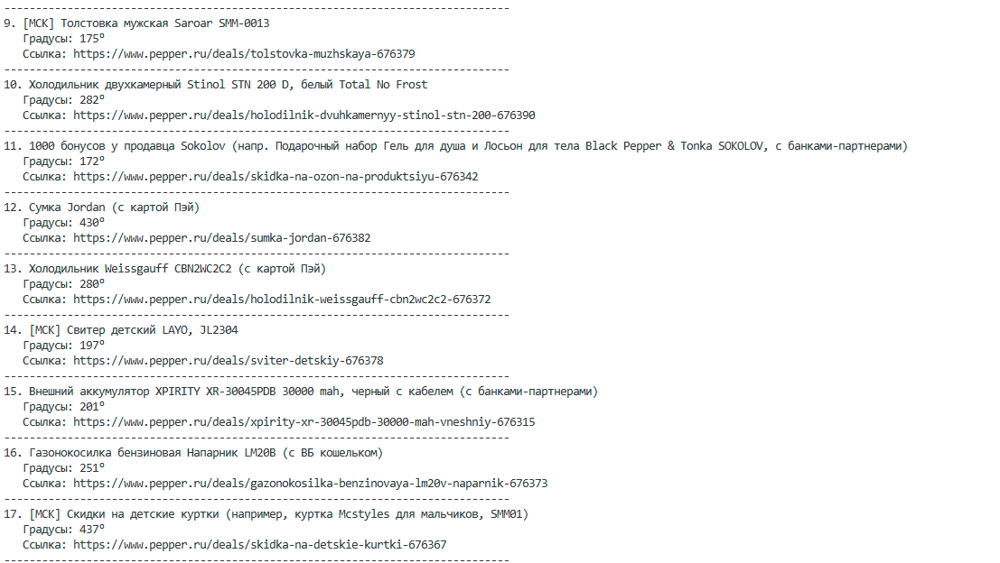 --------------------------------------------------------------------------------
9. [МСК] Толстовка мужская Saroar SMM-0013
Градусы: 175°
Ссылка: https://www.pepper.ru/deals/tolstovka-muzhskaya-676379
--------------------------------------------------------------------------------
10. Холодильник двухкамерный Stinol STN 200 D, белый Total No Frost
Градусы: 282°
Ссылка: https://www.pepper.ru/deals/holodilnik-dvuhkamernyy-stinol-stn-200-676390
--------------------------------------------------------------------------------
11. 1000 бонусов у продавца Sokolov (напр. Подарочный набор Гель для душа и Лосьон для тела Black Pepper & Tonka SOKOLOV, с банками-партнерами)
Градусы: 172°
Ссылка: https://www.pepper.ru/deals/skidka-na-ozon-na-produktsiyu-676342
--------------------------------------------------------------------------------
12. Сумка Jordan (с картой Пэй)
Градусы: 430°
Ссылка: https://www.pepper.ru/deals/sumka-jordan-676382
--------------------------------------------------------------------------------
13. Холодильник Weissgauff CBN2WC2C2 (с картой Пэй)
Градусы: 280°
Ссылка: https://www.pepper.ru/deals/holodilnik-weissgauff-cbn2wc2c2-676372
--------------------------------------------------------------------------------
14. [МСК] Свитер детский LAYO, JL2304
Градусы: 197°
Ссылка: https://www.pepper.ru/deals/sviter-detskiy-676378
--------------------------------------------------------------------------------
15. Внешний аккумулятор XPIRITY XR-30045PDB 30000 mah, черный с кабелем (с банками-партнерами)
Градусы: 201°
Ссылка: https://www.pepper.ru/deals/xpirity-xr-30045pdb-30000-mah-vneshniy-676315
--------------------------------------------------------------------------------
16. Газонокосилка бензиновая Напарник LM20B (с ВБ кошельком)
Градусы: 251°
Ссылка: https://www.pepper.ru/deals/gazonokosilka-benzinovaya-lm20v-naparnik-676373
--------------------------------------------------------------------------------
17. [МСК] Скидки на детские куртки (например, куртка Mcstyles для мальчиков, SMM01)
Градусы: 437°
Ссылка: https://www.pepper.ru/deals/skidka-na-detskie-kurtki-676367
--------------------------------------------------------------------------------